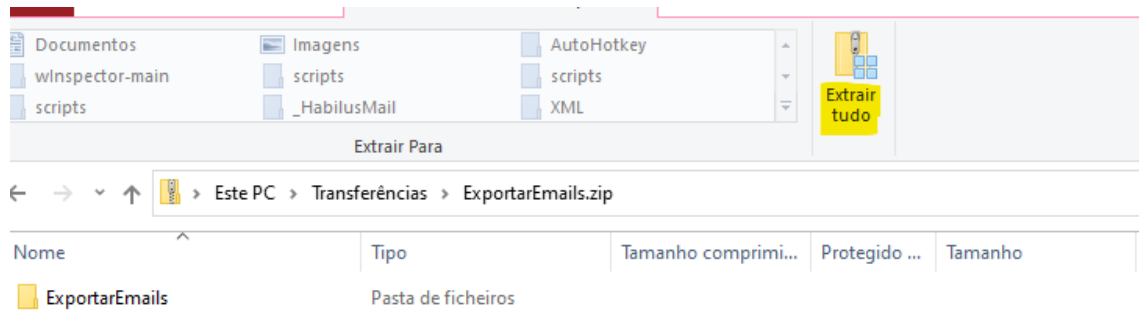 Documentos
Imagens
AutoHotkey
wInspector-main
scripts
scripts
scripts
_HabilusMail
XML
Extrair
tudo
Extrair Para
Este PC > Transferências > ExportarEmails.zip
Nome
Tipo
Tamanho comprimi...
Protegido ...
Tamanho
ExportarEmails
Pasta de ficheiros